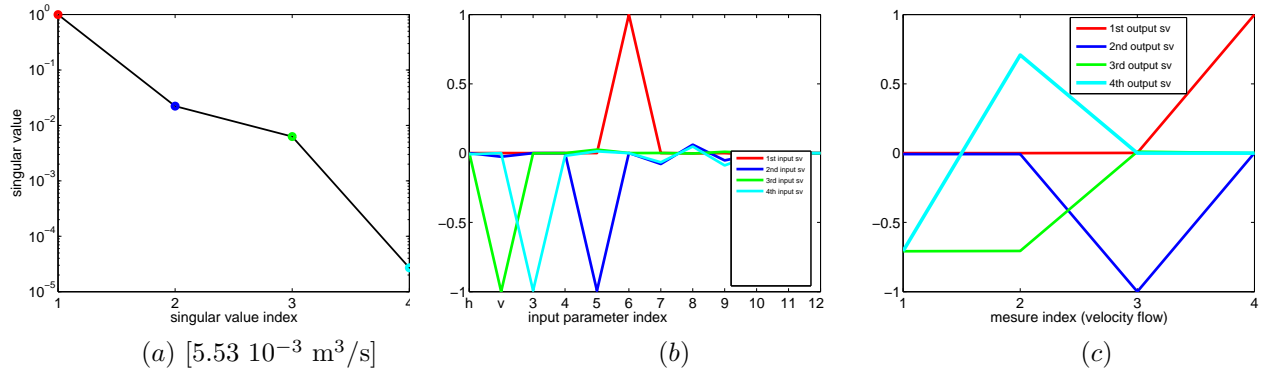 10^0
10^-1
10^-2
10^-3
10^-4
10^-5
1 2 3 4
singular value
singular value index
(a) [5.53 10^-3 m^3/s]
1
0.5
0
-0.5
-1
h v 3 4 5 6 7 8 9 10 11 12
input parameter index
1st input sv
2nd input sv
3rd input sv
4th input sv
(b)
1
0.5
0
-0.5
-1
1 2 3 4
mesure index (velocity flow)
1st output sv
2nd output sv
3rd output sv
4th output sv
(c)